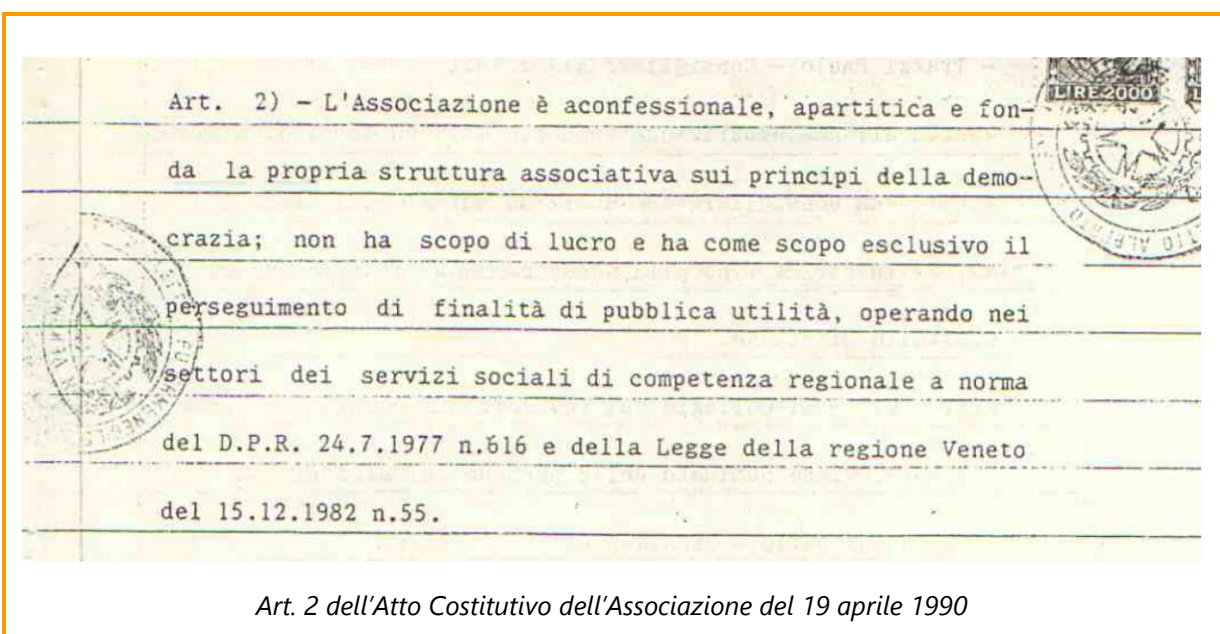 LIRE 2000
Art. 2) - L'Associazione è aconfessionale, apartitica e fon-
da la propria struttura associativa sui principi della demo-
crazia; non ha scopo di lucro e ha come scopo esclusivo il
perseguimento di finalità di pubblica utilità, operando nei
settori dei servizi sociali di competenza regionale a norma
del D.P.R. 24.7.1977 n.616 e della Legge della regione Veneto
del 15.12.1982 n.55.
Art. 2 dell'Atto Costitutivo dell'Associazione del 19 aprile 1990